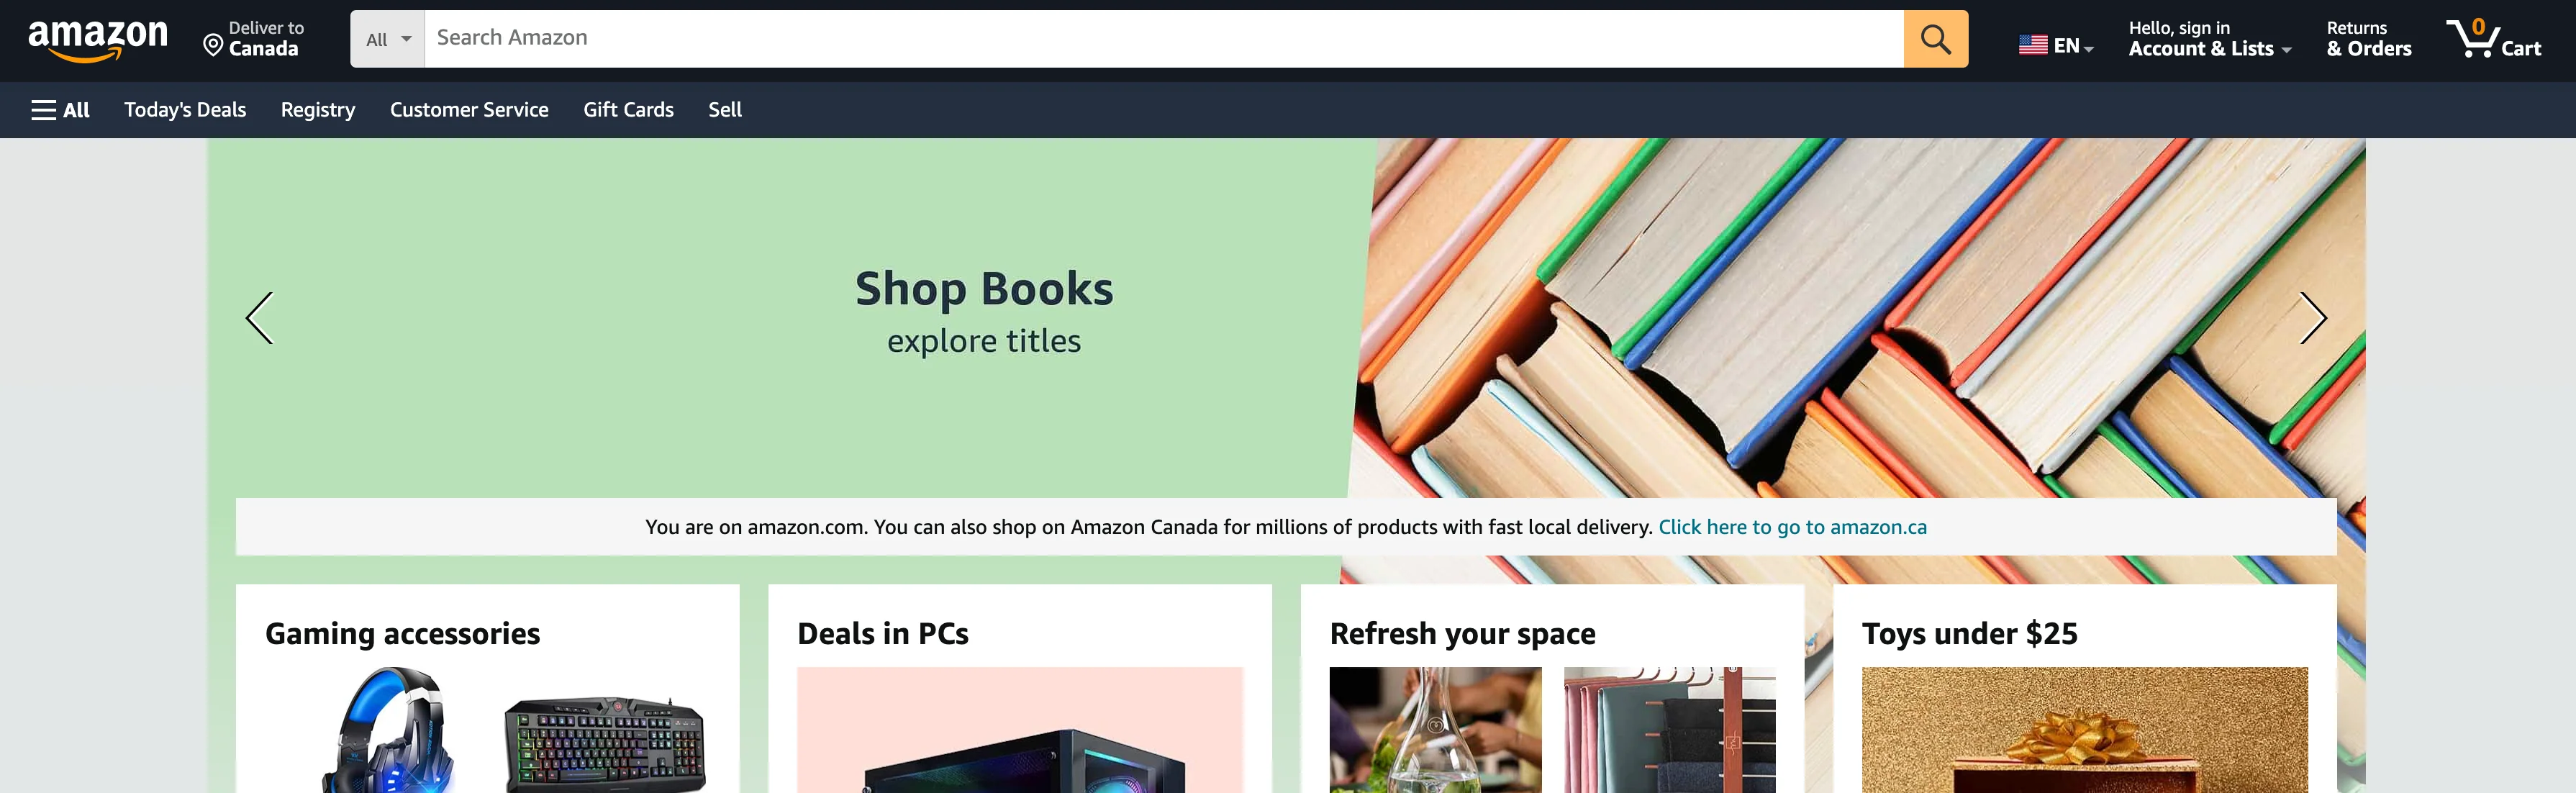 amazon
Deliver to
Canada
All
Search Amazon
EN
Hello, sign in
Account & Lists
Returns
& Orders
0
Cart
All
Today's Deals
Registry
Customer Service
Gift Cards
Sell
Shop Books
explore titles
You are on amazon.com. You can also shop on Amazon Canada for millions of products with fast local delivery. Click here to go to amazon.ca
Gaming accessories
Deals in PCs
Refresh your space
Toys under $25